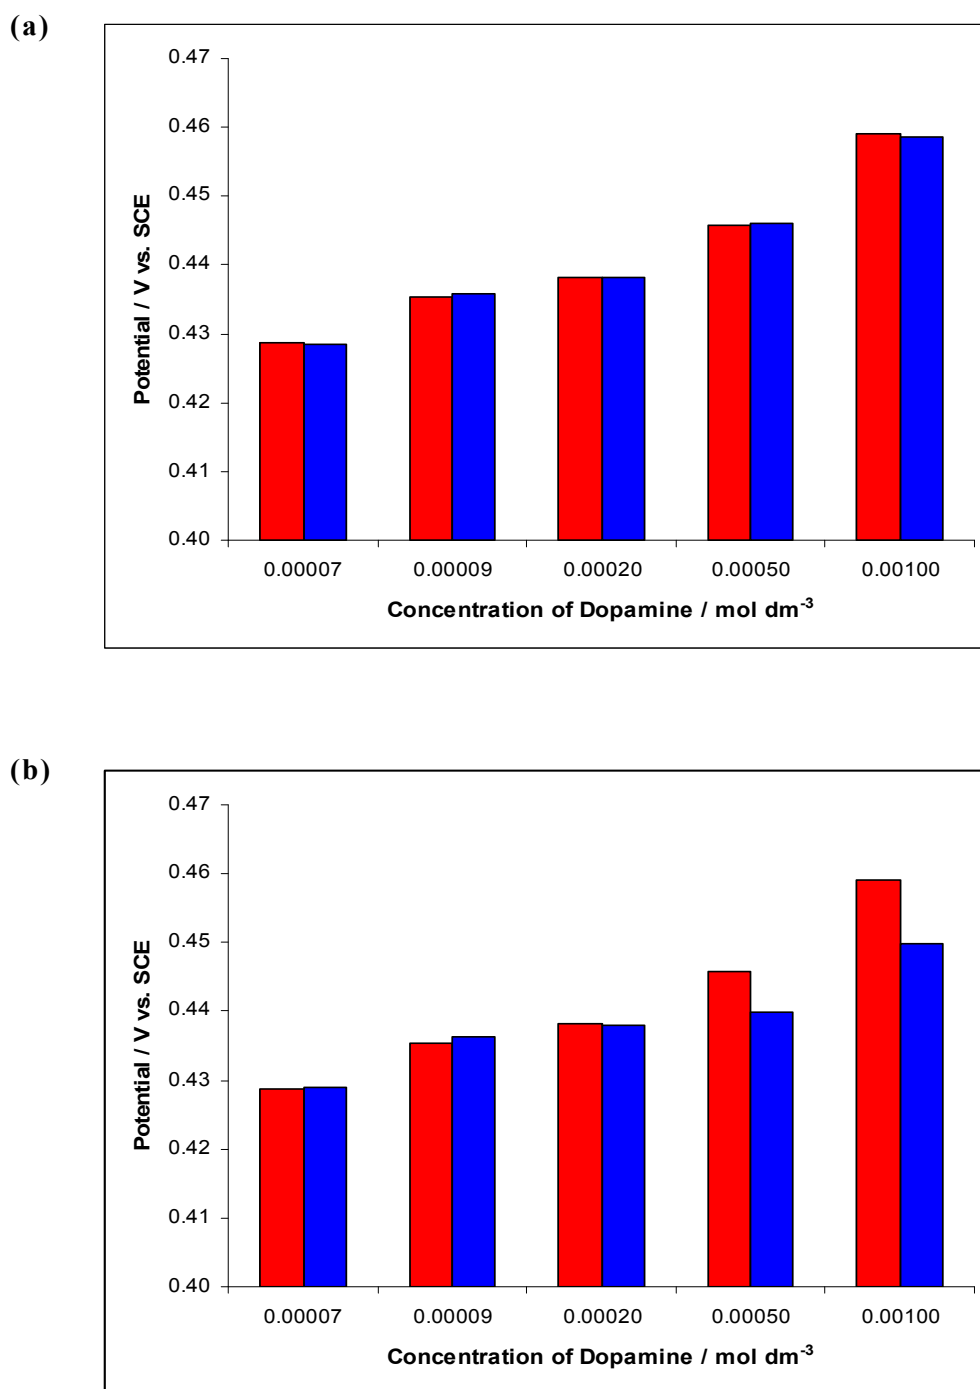 (a)
0.47
0.46
0.45
0.44
0.43
0.42
0.41
0.40
Potential / V vs. SCE
0.00007 0.00009 0.00020 0.00050 0.00100
Concentration of Dopamine / mol dm⁻³
(b)
0.47
0.46
0.45
0.44
0.43
0.42
0.41
0.40
Potential / V vs. SCE
0.00007 0.00009 0.00020 0.00050 0.00100
Concentration of Dopamine / mol dm⁻³